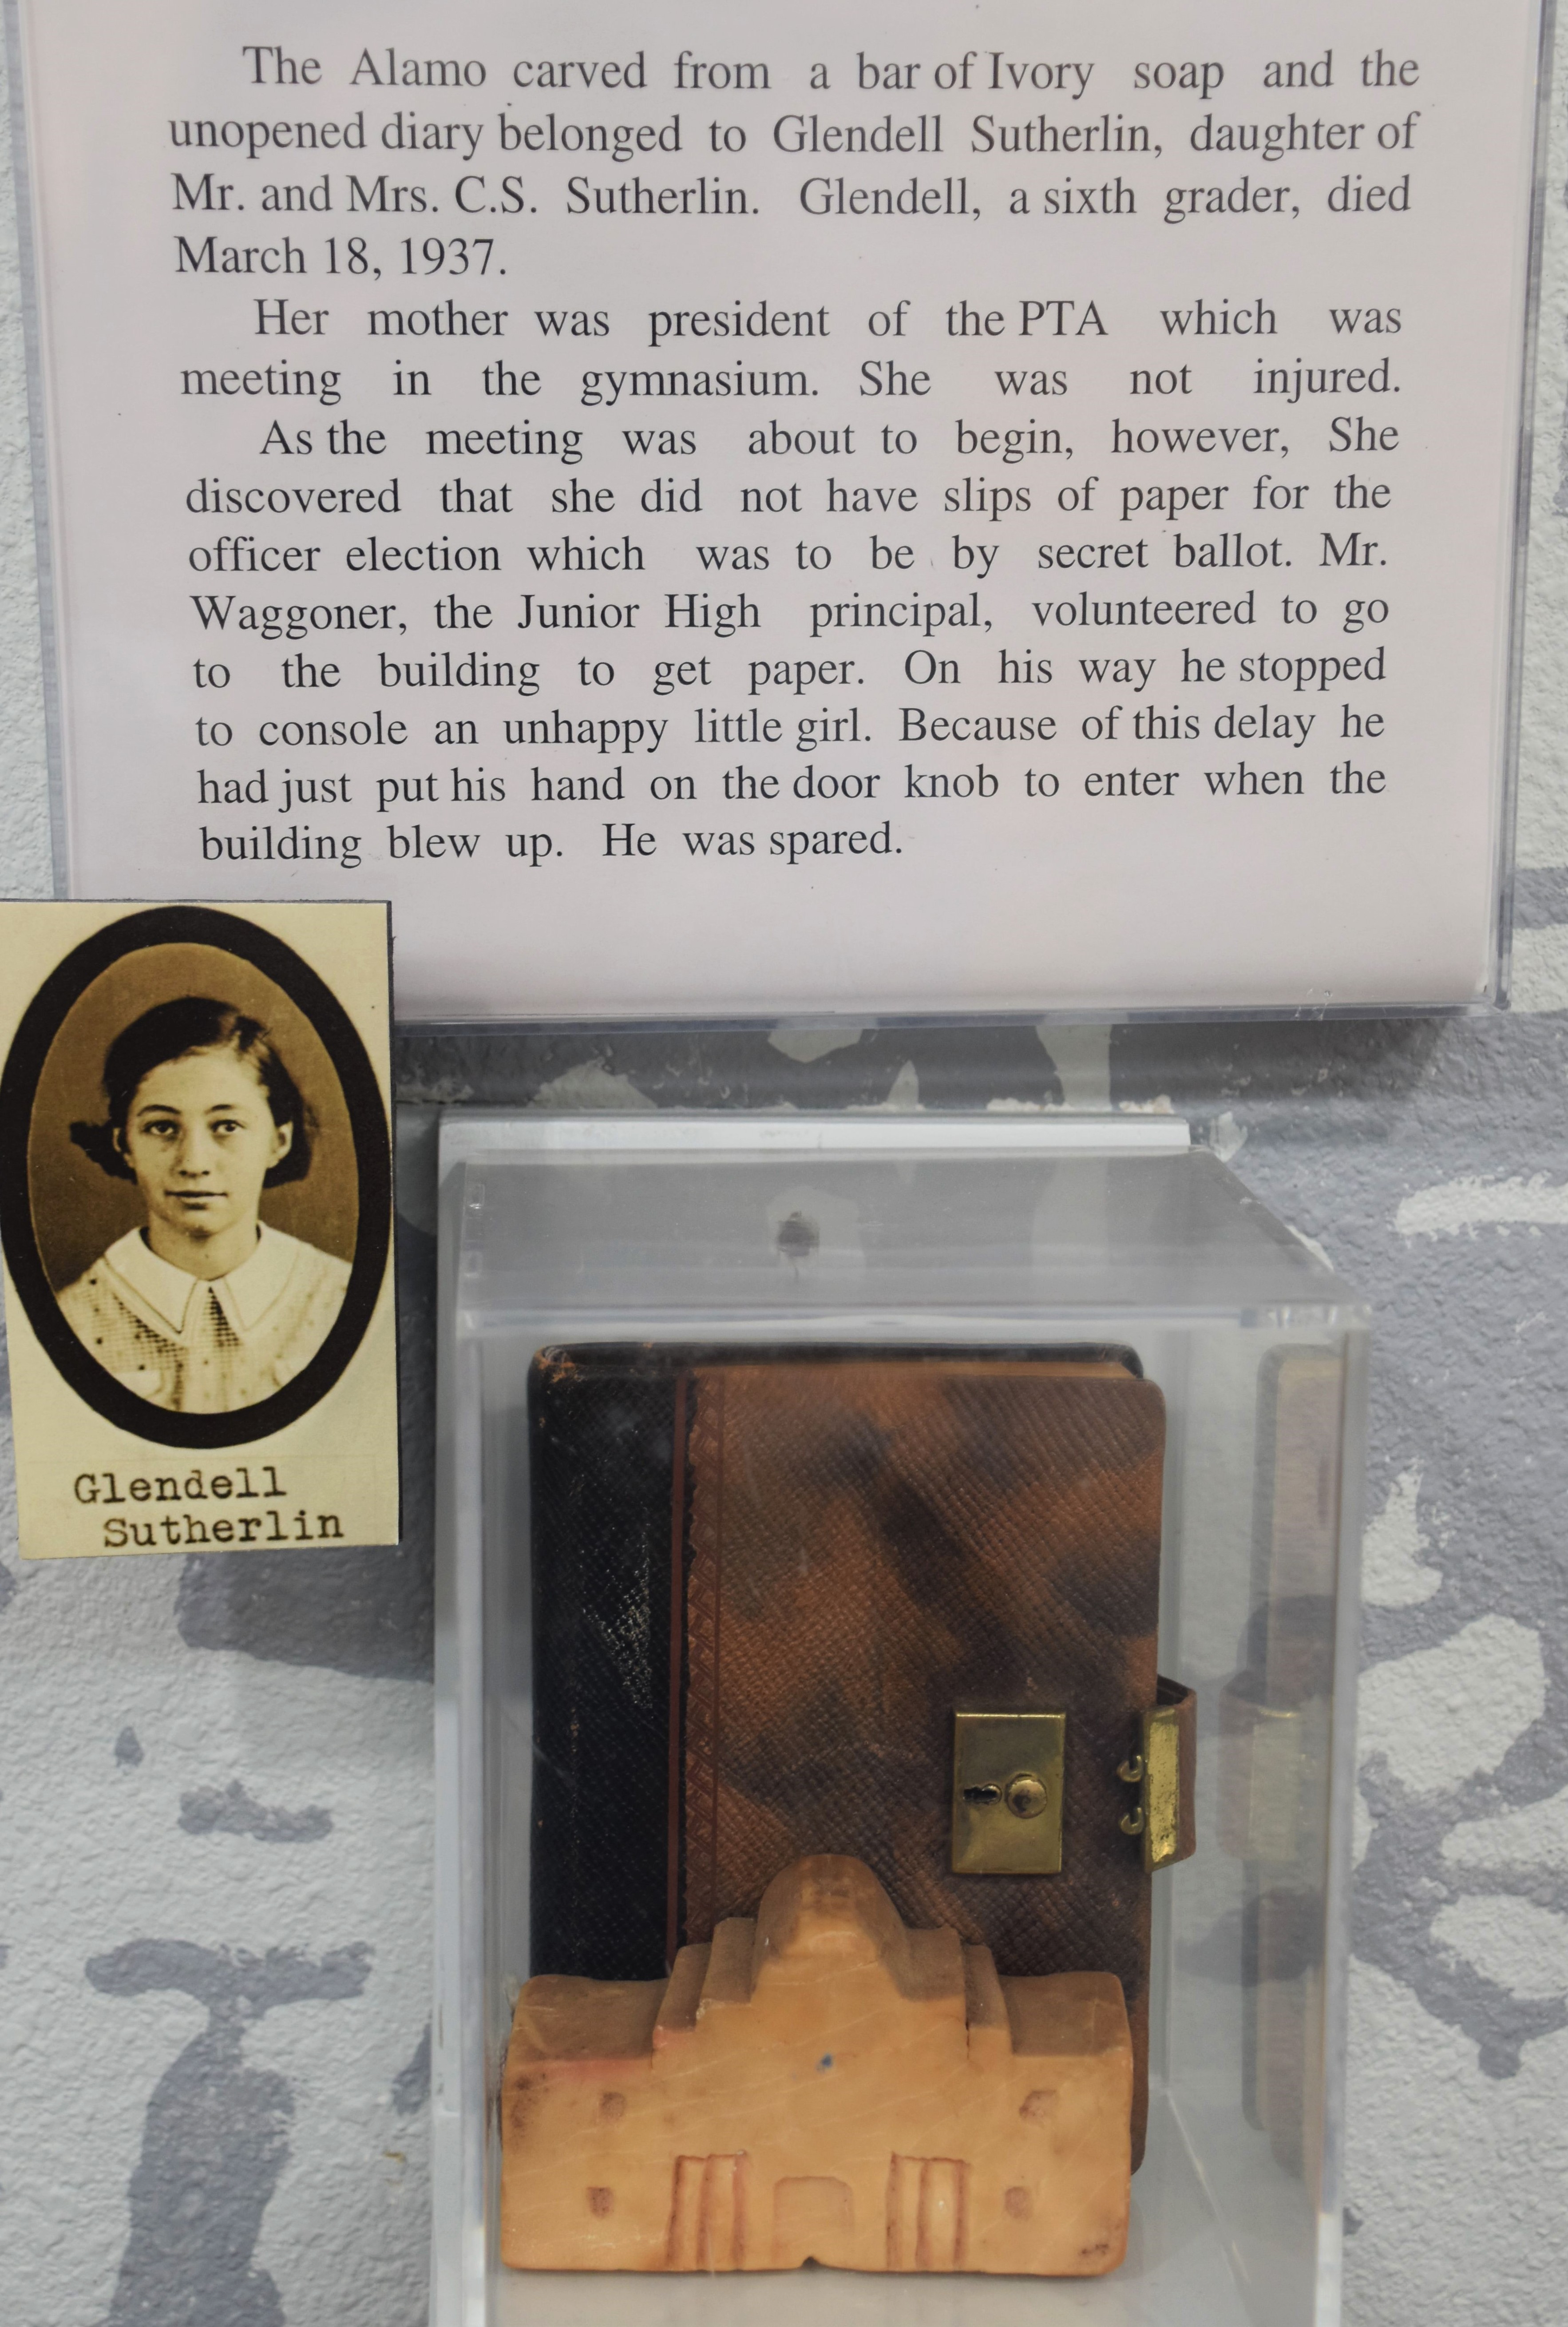 The Alamo carved from a bar of Ivory soap and the
unopened diary belonged to Glendell Sutherlin, daughter of
Mr. and Mrs. C.S. Sutherlin. Glendell, a sixth grader, died
March 18, 1937.
Her mother was president of the PTA which was
meeting in the gymnasium. She was not injured.
As the meeting was about to begin, however, She
discovered that she did not have slips of paper for the
officer election which was to be by secret ballot. Mr.
Waggoner, the Junior High principal, volunteered to go
to the building to get paper. On his way he stopped
to console an unhappy little girl. Because of this delay he
had just put his hand on the door knob to enter when the
building blew up. He was spared.
Glendell
Sutherlin